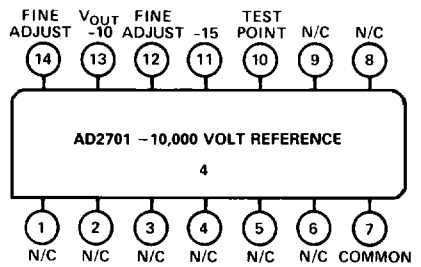 FINE ADJUST
VOUT -10
FINE ADJUST
-15
TEST POINT
N/C
N/C
14 13 12 11 10 9 8
AD2701 -10,000 VOLT REFERENCE
4
1 2 3 4 5 6 7
N/C N/C N/C N/C N/C N/C COMMON